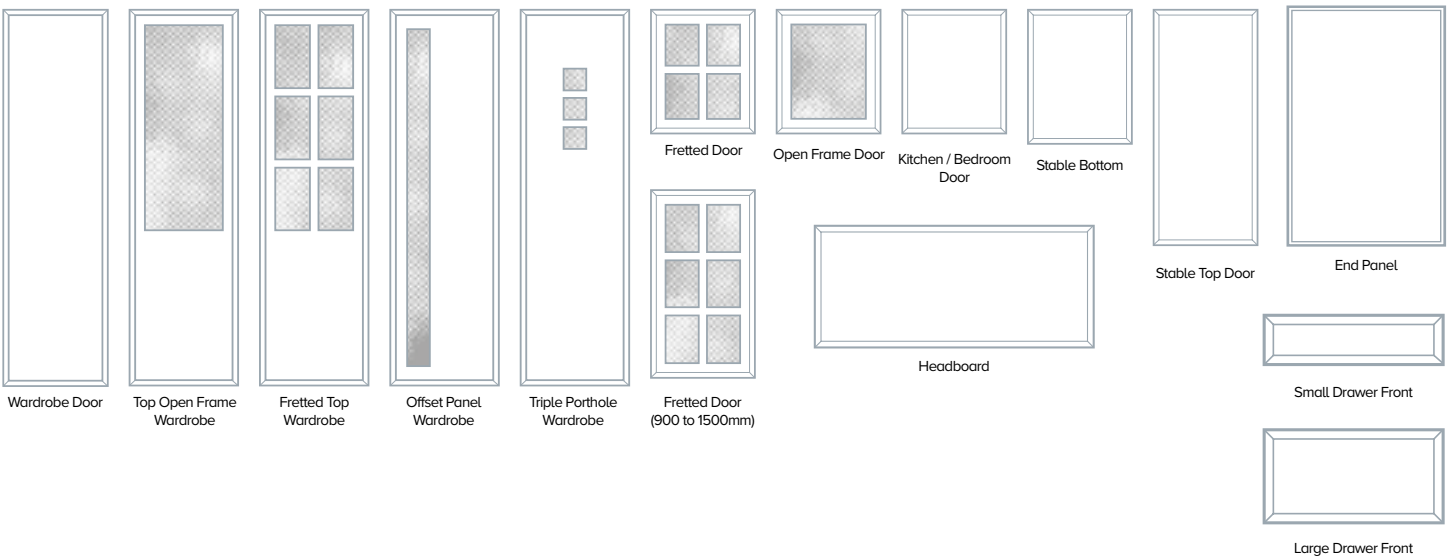 Wardrobe Door
Top Open Frame
Wardrobe
Fretted Top
Wardrobe
Offset Panel
Wardrobe
Triple Porthole
Wardrobe
Fretted Door
Fretted Door
(900 to 1500mm)
Open Frame Door
Kitchen / Bedroom
Door
Stable Bottom
Headboard
Stable Top Door
End Panel
Small Drawer Front
Large Drawer Front